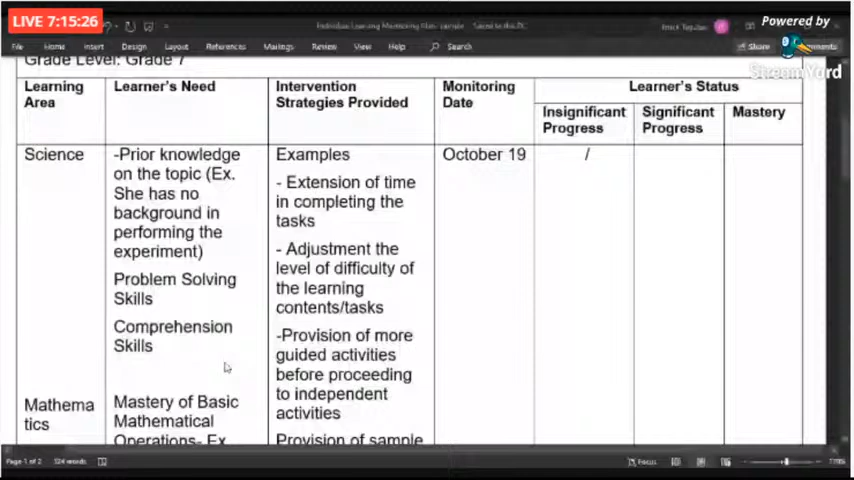 LIVE 7:15:26
Powered by
StreamYard
File Home Insert Design Layout References Mailings Review View Help Search
Share
Grade Level: Grade 7
Learning Area
Learner's Need
Intervention Strategies Provided
Monitoring Date
Learner's Status
Insignificant Progress
Significant Progress
Mastery
Science
-Prior knowledge
on the topic (Ex.
She has no
background in
performing the
experiment)
Problem Solving
Skills
Comprehension
Skills
Examples
- Extension of time
in completing the
tasks
- Adjustment the
level of difficulty of
the learning
contents/tasks
-Provision of more
guided activities
before proceeding
to independent
activities
October 19
/
Mathema
tics
Mastery of Basic
Mathematical
Operations- Ex
Provision of sample
Page 1 of 2 324 words
Focus